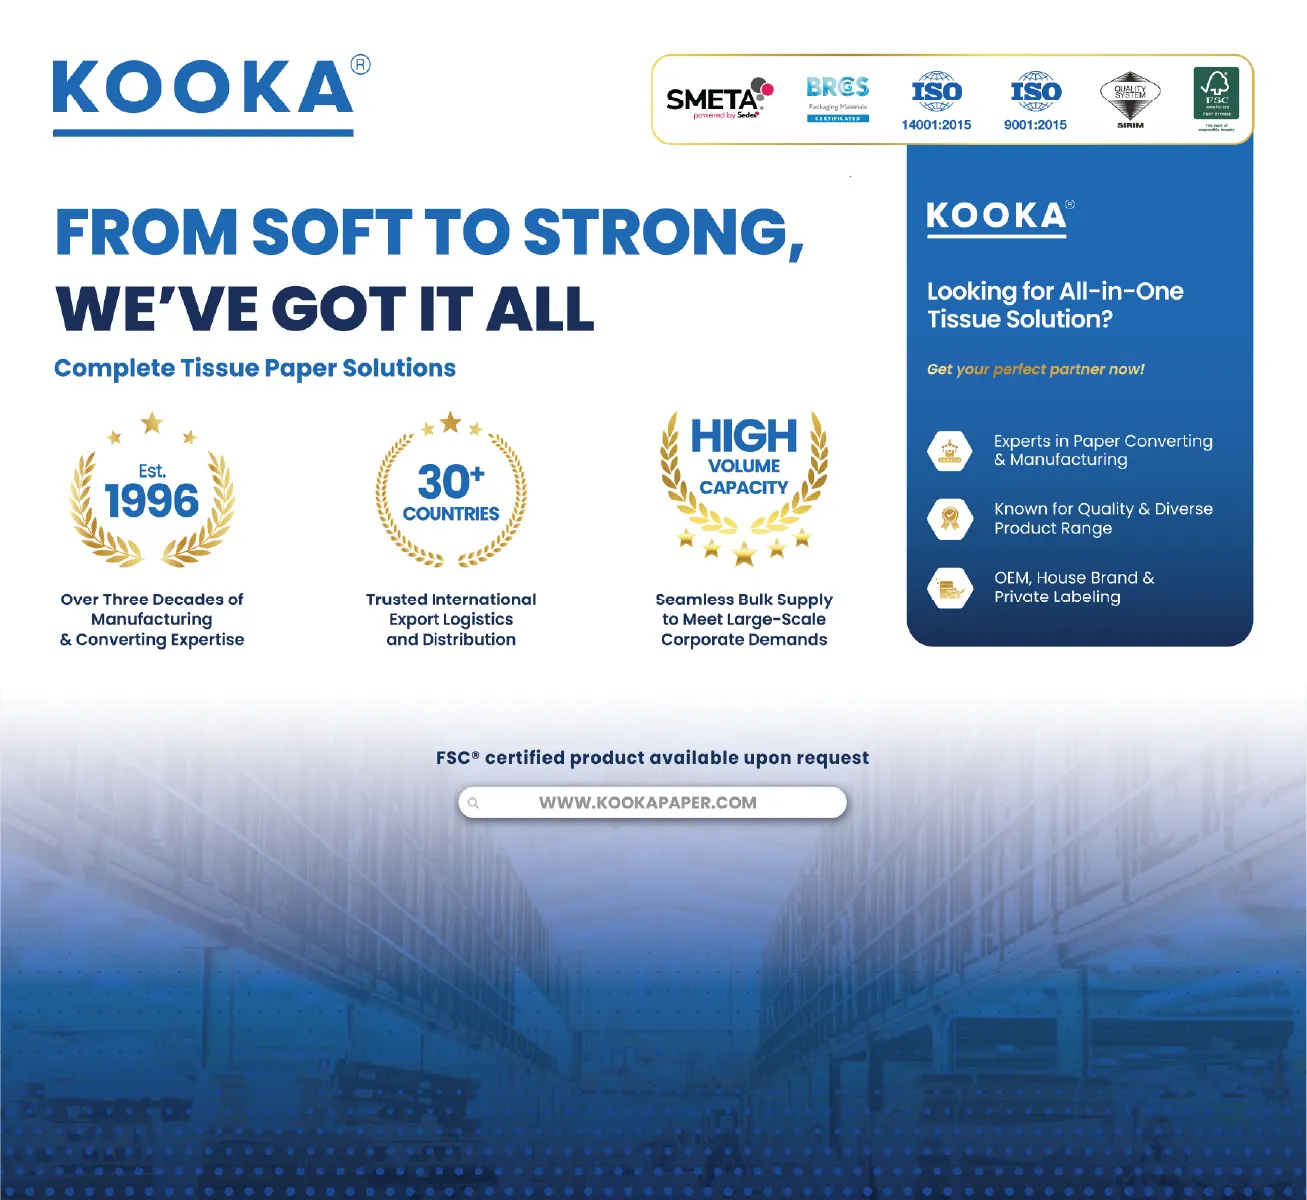 KOOKA®
SMETA
powered by Sedex
BRCGS
Packaging Materials
CERTIFICATED
ISO
14001:2015
ISO
9001:2015
QUALITY
SYSTEM
SIRIM
FSC
The mark of
responsible forestry
FROM SOFT TO STRONG,
WE'VE GOT IT ALL
Complete Tissue Paper Solutions
Est.
1996
Over Three Decades of
Manufacturing
& Converting Expertise
30+
COUNTRIES
Trusted International
Export Logistics
and Distribution
HIGH
VOLUME
CAPACITY
Seamless Bulk Supply
to Meet Large-Scale
Corporate Demands
KOOKA®
Looking for All-in-One
Tissue Solution?
Get your perfect partner now!
Experts in Paper Converting
& Manufacturing
Known for Quality & Diverse
Product Range
OEM, House Brand &
Private Labeling
FSC® certified product available upon request
WWW.KOOKAPAPER.COM